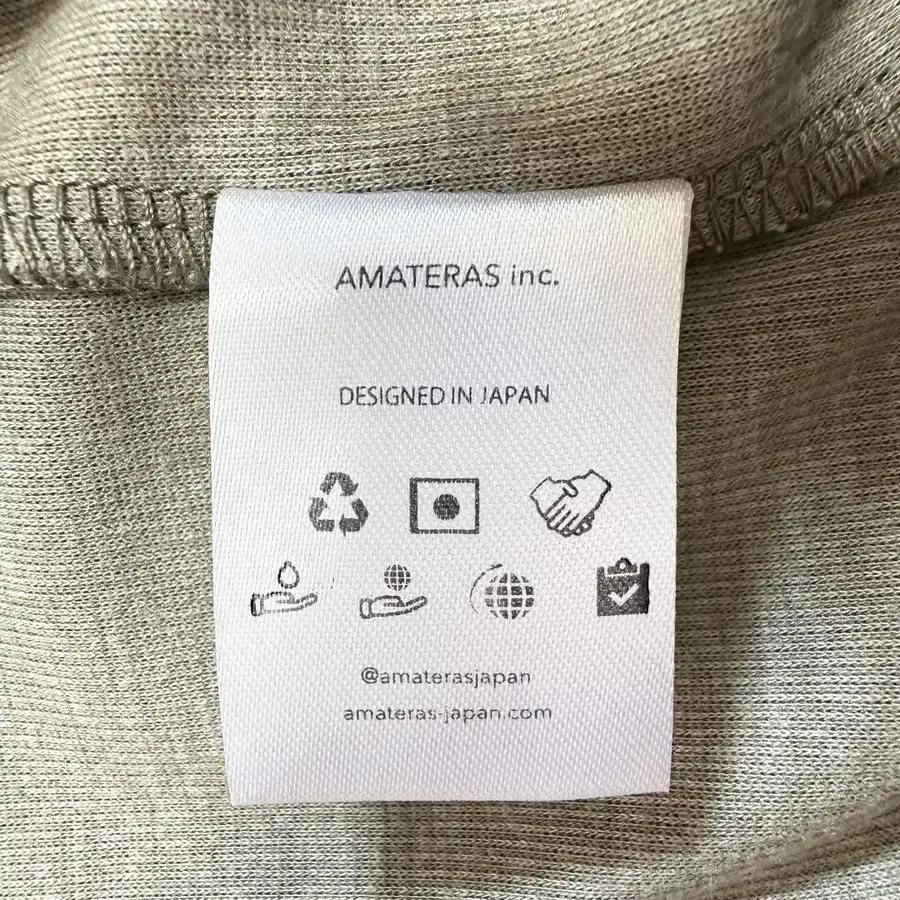 AMATERAS inc.
DESIGNED IN JAPAN
@amaterasjapan
amateras-japan.com